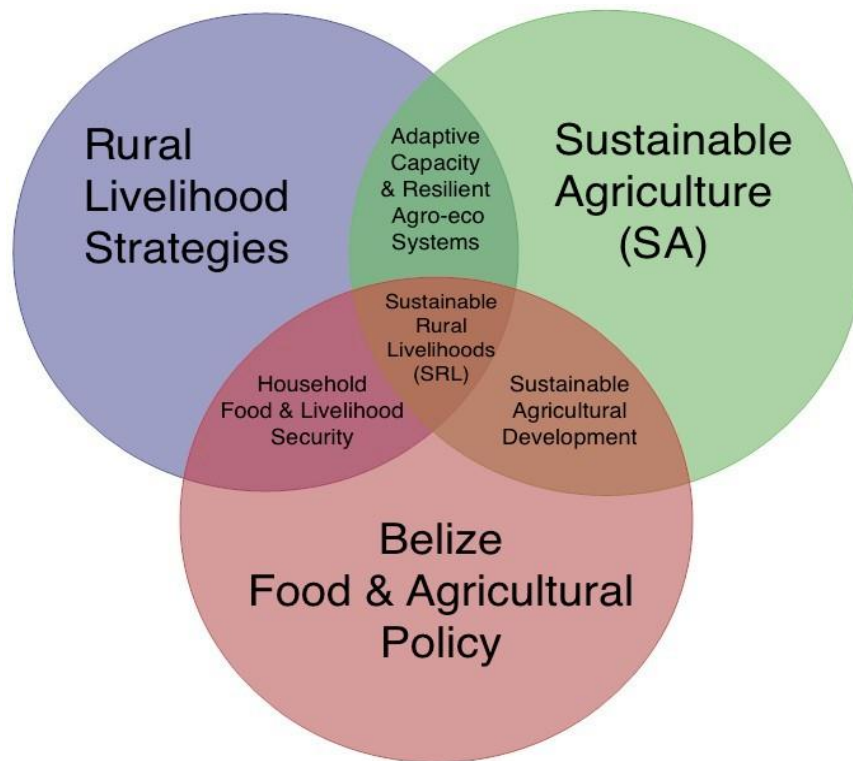 Rural
Livelihood
Strategies
Adaptive
Capacity
& Resilient
Agro-eco
Systems
Sustainable
Agriculture
(SA)
Sustainable
Rural
Livelihoods
(SRL)
Household
Food & Livelihood
Security
Sustainable
Agricultural
Development
Belize
Food & Agricultural
Policy